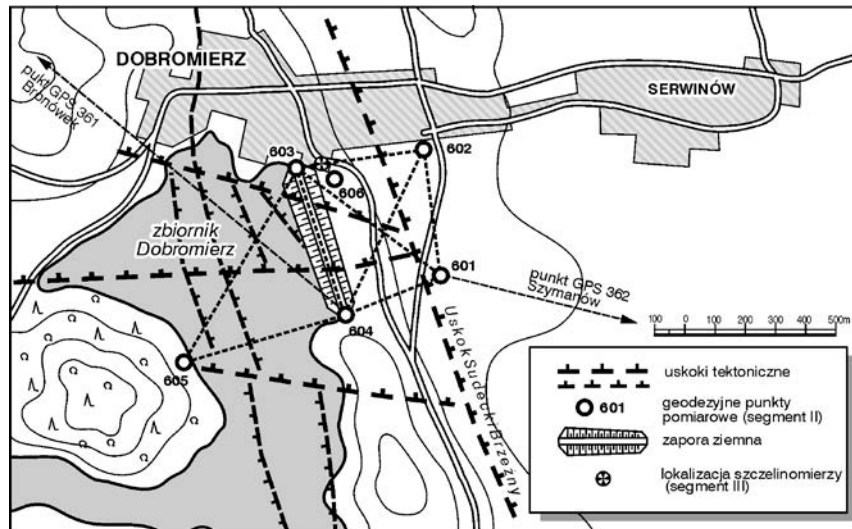 DOBROMIERZ
SERWINÓW
pukt GPS 361
Bronówek
603
602
606
zbiornik
Dobromierz
601
punkt GPS 362
Szymanów
604
605
Uskok Sudecki Brzeżny
100 0 100 200 300 400 500m
uskoki tektoniczne
601 geodezyjne punkty
pomiarowe (segment II)
zapora ziemna
lokalizacja szczelinomierzy
(segment III)